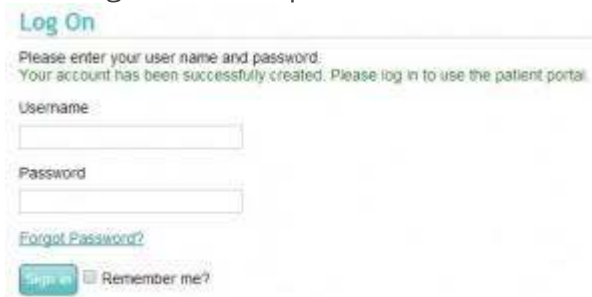 Log On
Please enter your user name and password.
Your account has been successfully created. Please log in to use the patient portal.
Username
Password
Forgot Password?
Sign in Remember me?